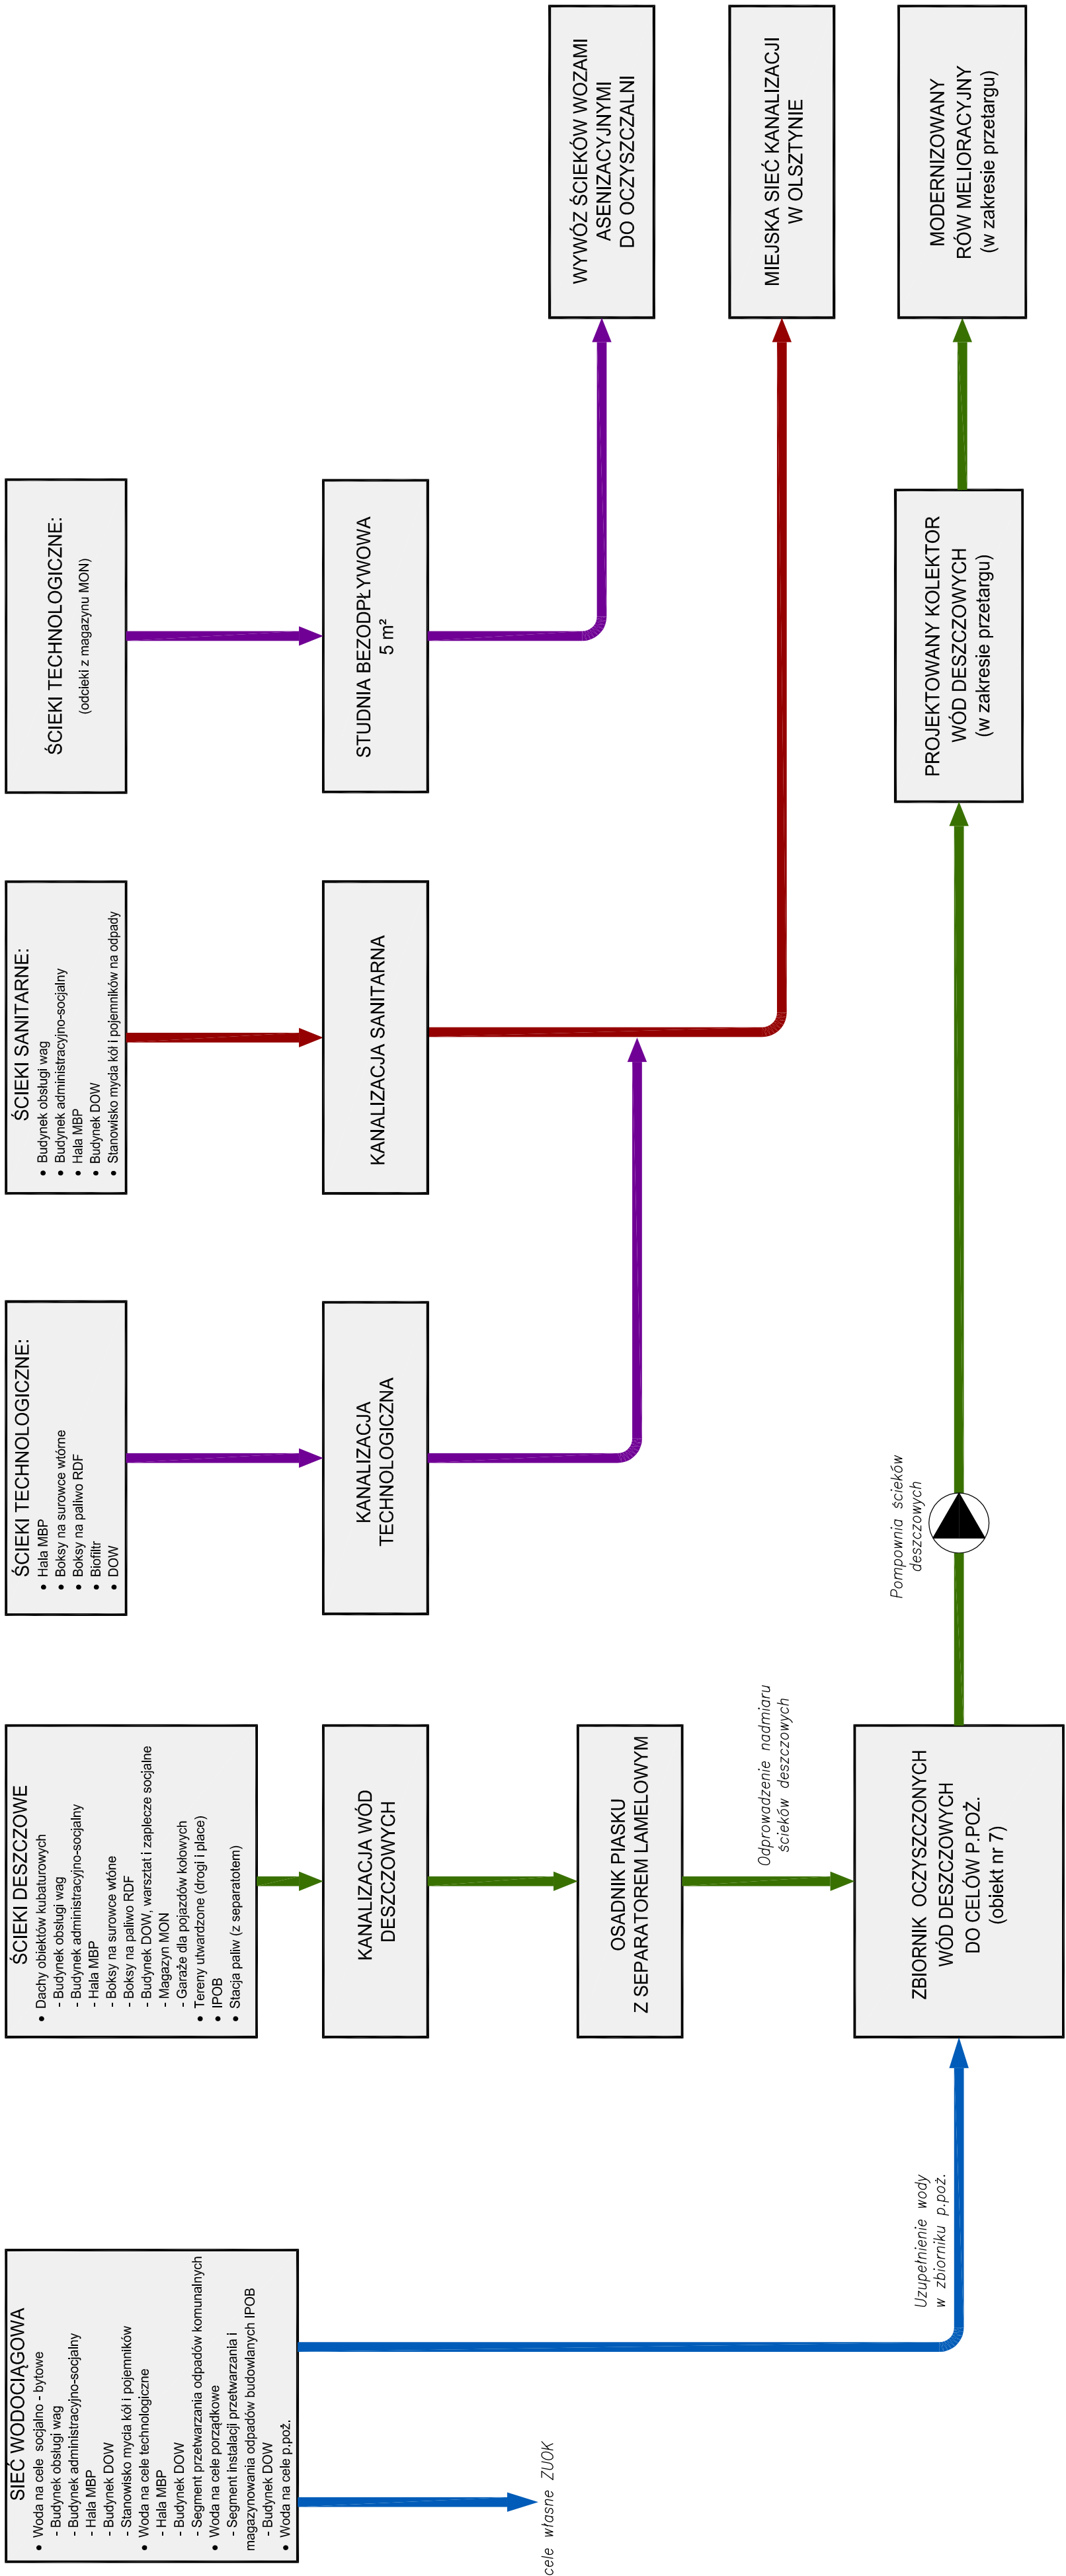 SIEĆ WODOCIĄGOWA
• Woda na cele socjalno - bytowe
- Budynek obsługi wag
- Budynek administracyjno-socjalny
- Hala MBP
- Budynek DOW
- Stanowisko mycia kół i pojemników
• Woda na cele technologiczne
- Hala MBP
- Budynek DOW
- Segment przetwarzania odpadów komunalnych
• Woda na cele porządkowe
- Segment instalacji przetwarzania i
magazynowania odpadów budowlanych IPOB
- Budynek DOW
• Woda na cele p.poż.
cele własne ZUOK
Uzupełnienie wody
w zbiorniku p.poż.
ŚCIEKI DESZCZOWE
• Dachy obiektów kubaturowych
- Budynek obsługi wag
- Budynek administracyjno-socjalny
- Hala MBP
- Boksy na surowce wtóne
- Boksy na paliwo RDF
- Budynek DOW, warsztat i zaplecze socjalne
- Magazyn MON
- Garaże dla pojazdów kołowych
• Tereny utwardzone (drogi i place)
• IPOB
• Stacja paliw (z separatotem)
KANALIZACJA WÓD
DESZCZOWYCH
OSADNIK PIASKU
Z SEPARATOREM LAMELOWYM
Odprowadzenie nadmiaru
ścieków deszczowych
ZBIORNIK OCZYSZCZONYCH
WÓD DESZCZOWYCH
DO CELÓW P.POŻ.
(obiekt nr 7)
Pompownia ścieków
deszczowych
ŚCIEKI TECHNOLOGICZNE:
• Hala MBP
• Boksy na surowce wtórne
• Boksy na paliwo RDF
• Biofiltr
• DOW
KANALIZACJA
TECHNOLOGICZNA
ŚCIEKI SANITARNE:
• Budynek obsługi wag
• Budynek administracyjno-socjalny
• Hala MBP
• Budynek DOW
• Stanowisko mycia kół i pojemników na odpady
KANALIZACJA SANITARNA
ŚCIEKI TECHNOLOGICZNE:
(odcieki z magazynu MON)
STUDNIA BEZODPŁYWOWA
5 m²
PROJEKTOWANY KOLEKTOR
WÓD DESZCZOWYCH
(w zakresie przetargu)
WYWÓZ ŚCIEKÓW WOZAMI
ASENIZACYJNYMI
DO OCZYSZCZALNI
MIEJSKA SIEĆ KANALIZACJI
W OLSZTYNIE
MODERNIZOWANY
RÓW MELIORACYJNY
(w zakresie przetargu)